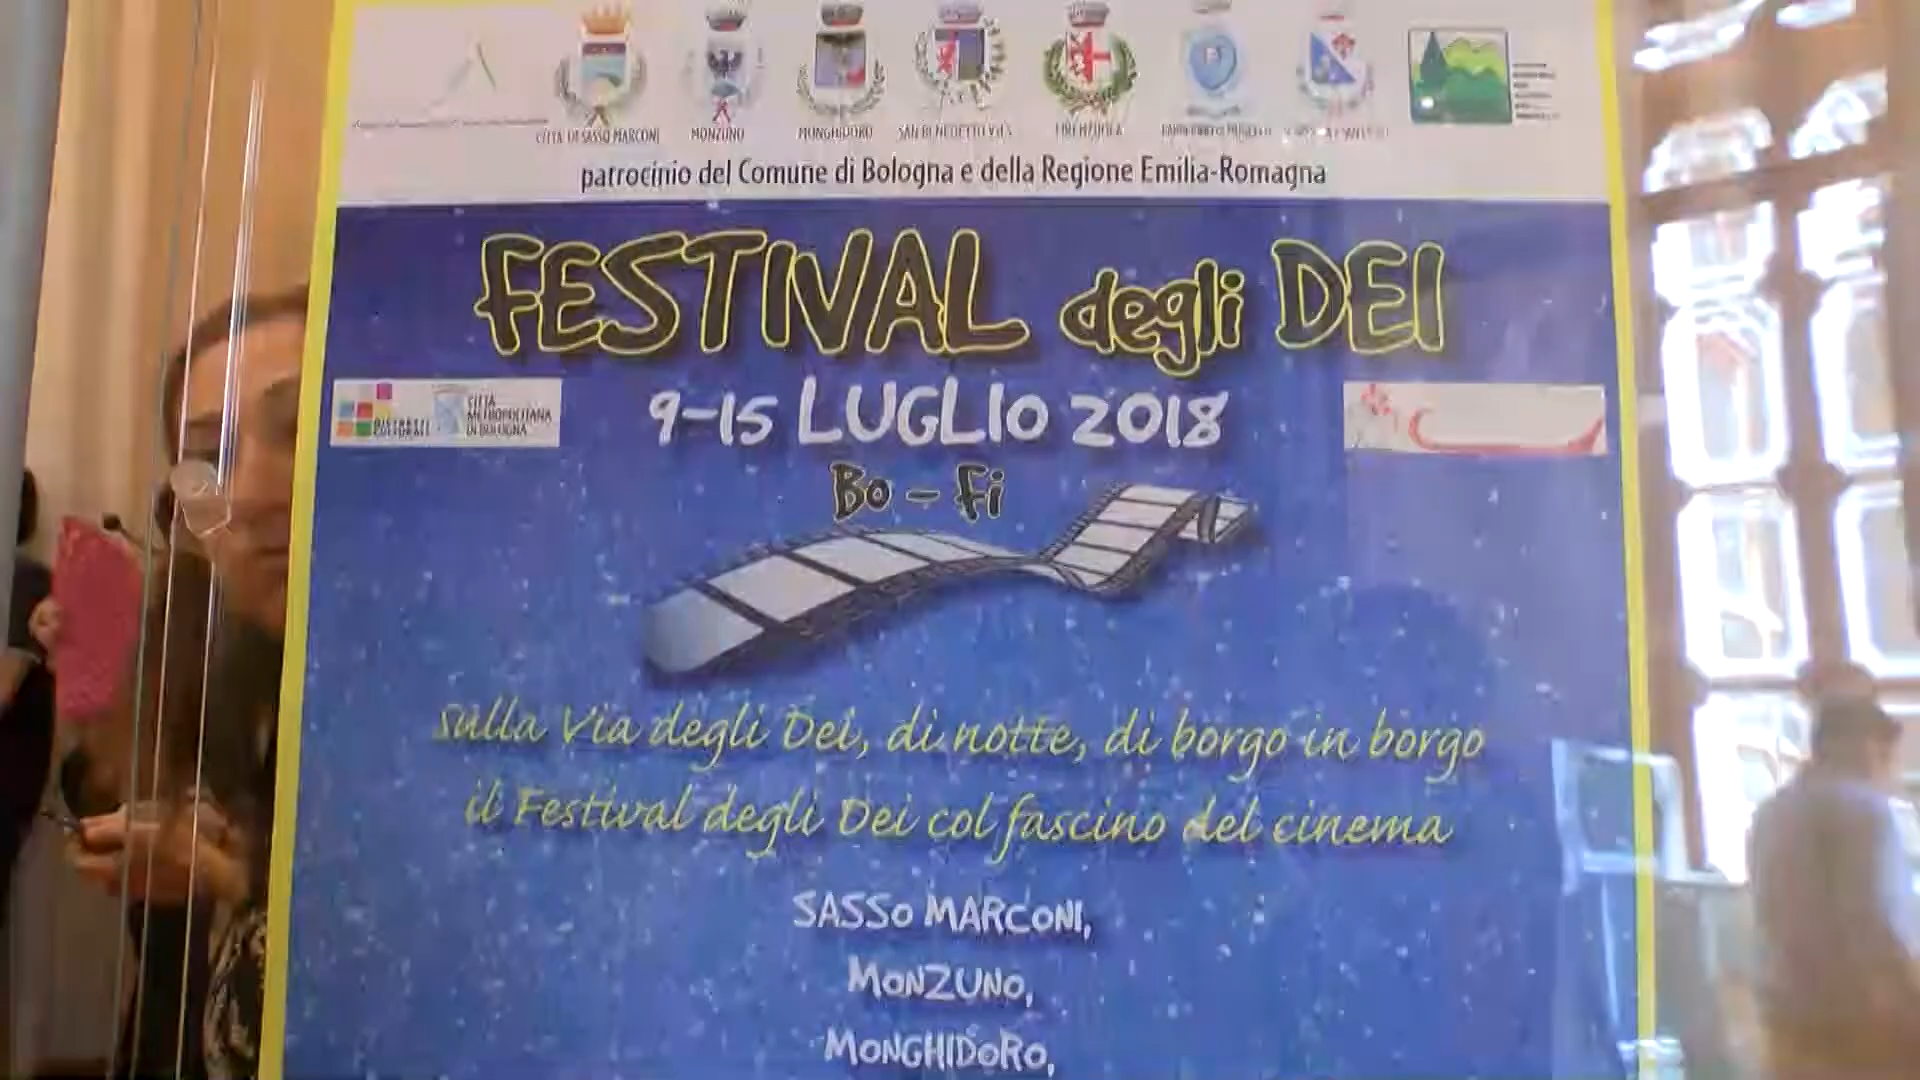 CITTÀ DI SASSO MARCONI MONZUNO MONGHIDORO SAN BENEDETTO V.D.S. FIRENZUOLA
patrocinio del Comune di Bologna e della Regione Emilia-Romagna
FESTIVAL degli DEI
DISTRETTI CULTURALI
CITTÀ METROPOLITANA DI BOLOGNA
9-15 LUGLIO 2018
Bo - Fi
sulla Via degli Dei, di notte, di borgo in borgo
il Festival degli Dei col fascino del cinema
SASSO MARCONI,
MONZUNO,
MONGHIDORO,